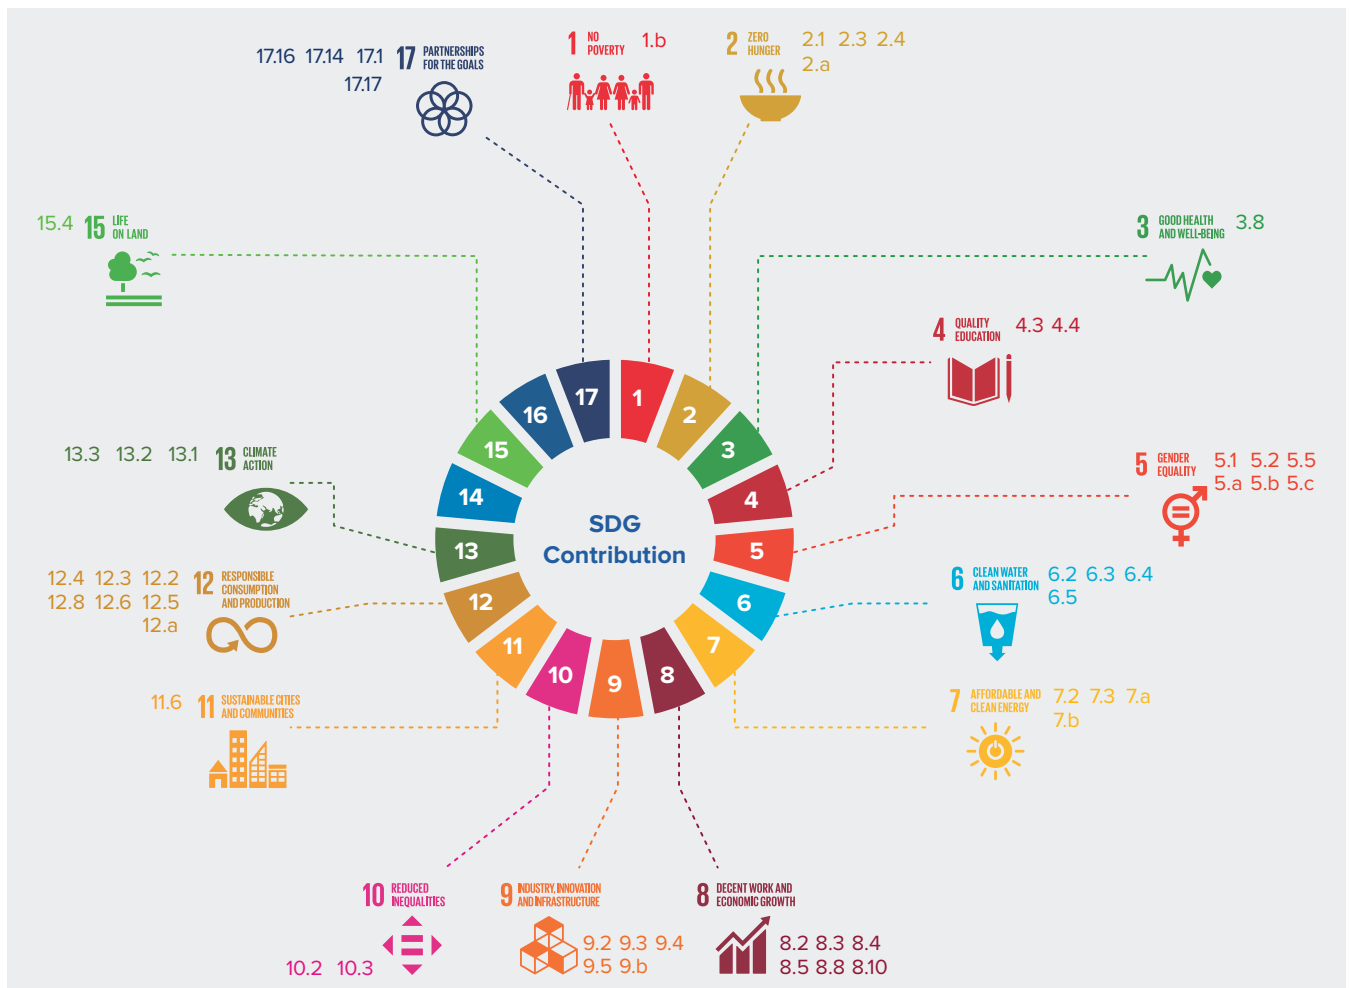 17.16 17.14 17.1
17.17
17 PARTNERSHIPS
FOR THE GOALS
1 NO
POVERTY
1.b
2 ZERO
HUNGER
2.1 2.3 2.4
2.a
15.4
15 LIFE
ON LAND
3 GOOD HEALTH
AND WELL-BEING
3.8
4 QUALITY
EDUCATION
4.3 4.4
13.3 13.2 13.1
13 CLIMATE
ACTION
5 GENDER
EQUALITY
5.1 5.2 5.5
5.a 5.b 5.c
12.4 12.3 12.2
12.8 12.6 12.5
12.a
12 RESPONSIBLE
CONSUMPTION
AND PRODUCTION
6 CLEAN WATER
AND SANITATION
6.2 6.3 6.4
6.5
11.6
11 SUSTAINABLE CITIES
AND COMMUNITIES
7 AFFORDABLE AND
CLEAN ENERGY
7.2 7.3 7.a
7.b
SDG
Contribution
1
2
3
4
5
6
7
8
9
10
11
12
13
14
15
16
17
10 REDUCED
INEQUALITIES
10.2 10.3
9 INDUSTRY, INNOVATION
AND INFRASTRUCTURE
9.2 9.3 9.4
9.5 9.b
8 DECENT WORK AND
ECONOMIC GROWTH
8.2 8.3 8.4
8.5 8.8 8.10